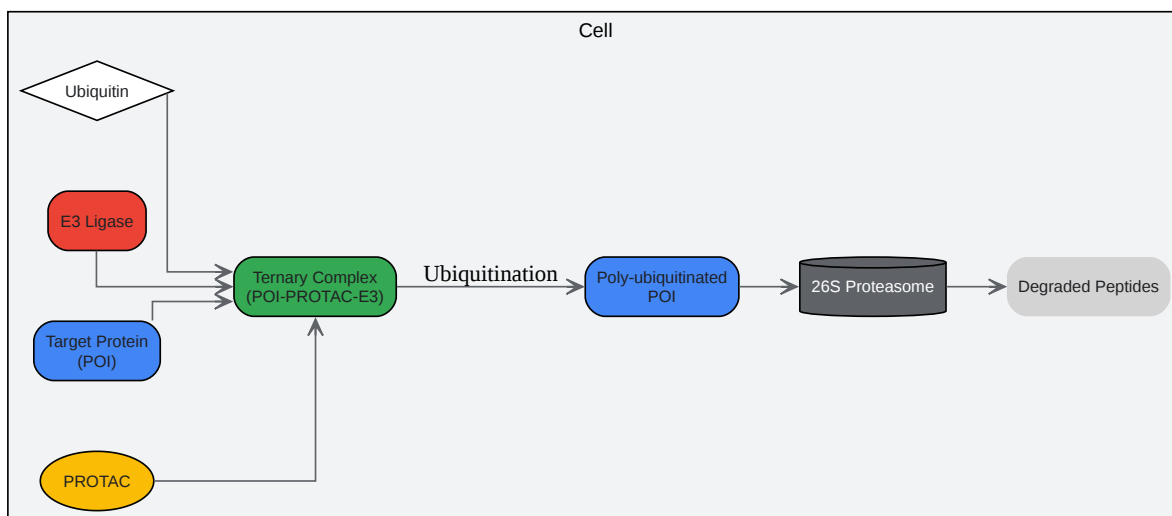 Cell
Ubiquitin
E3 Ligase
Target Protein
(POI)
PROTAC
Ternary Complex
(POI-PROTAC-E3)
Ubiquitination
Poly-ubiquitinated
POI
26S Proteasome
Degraded Peptides